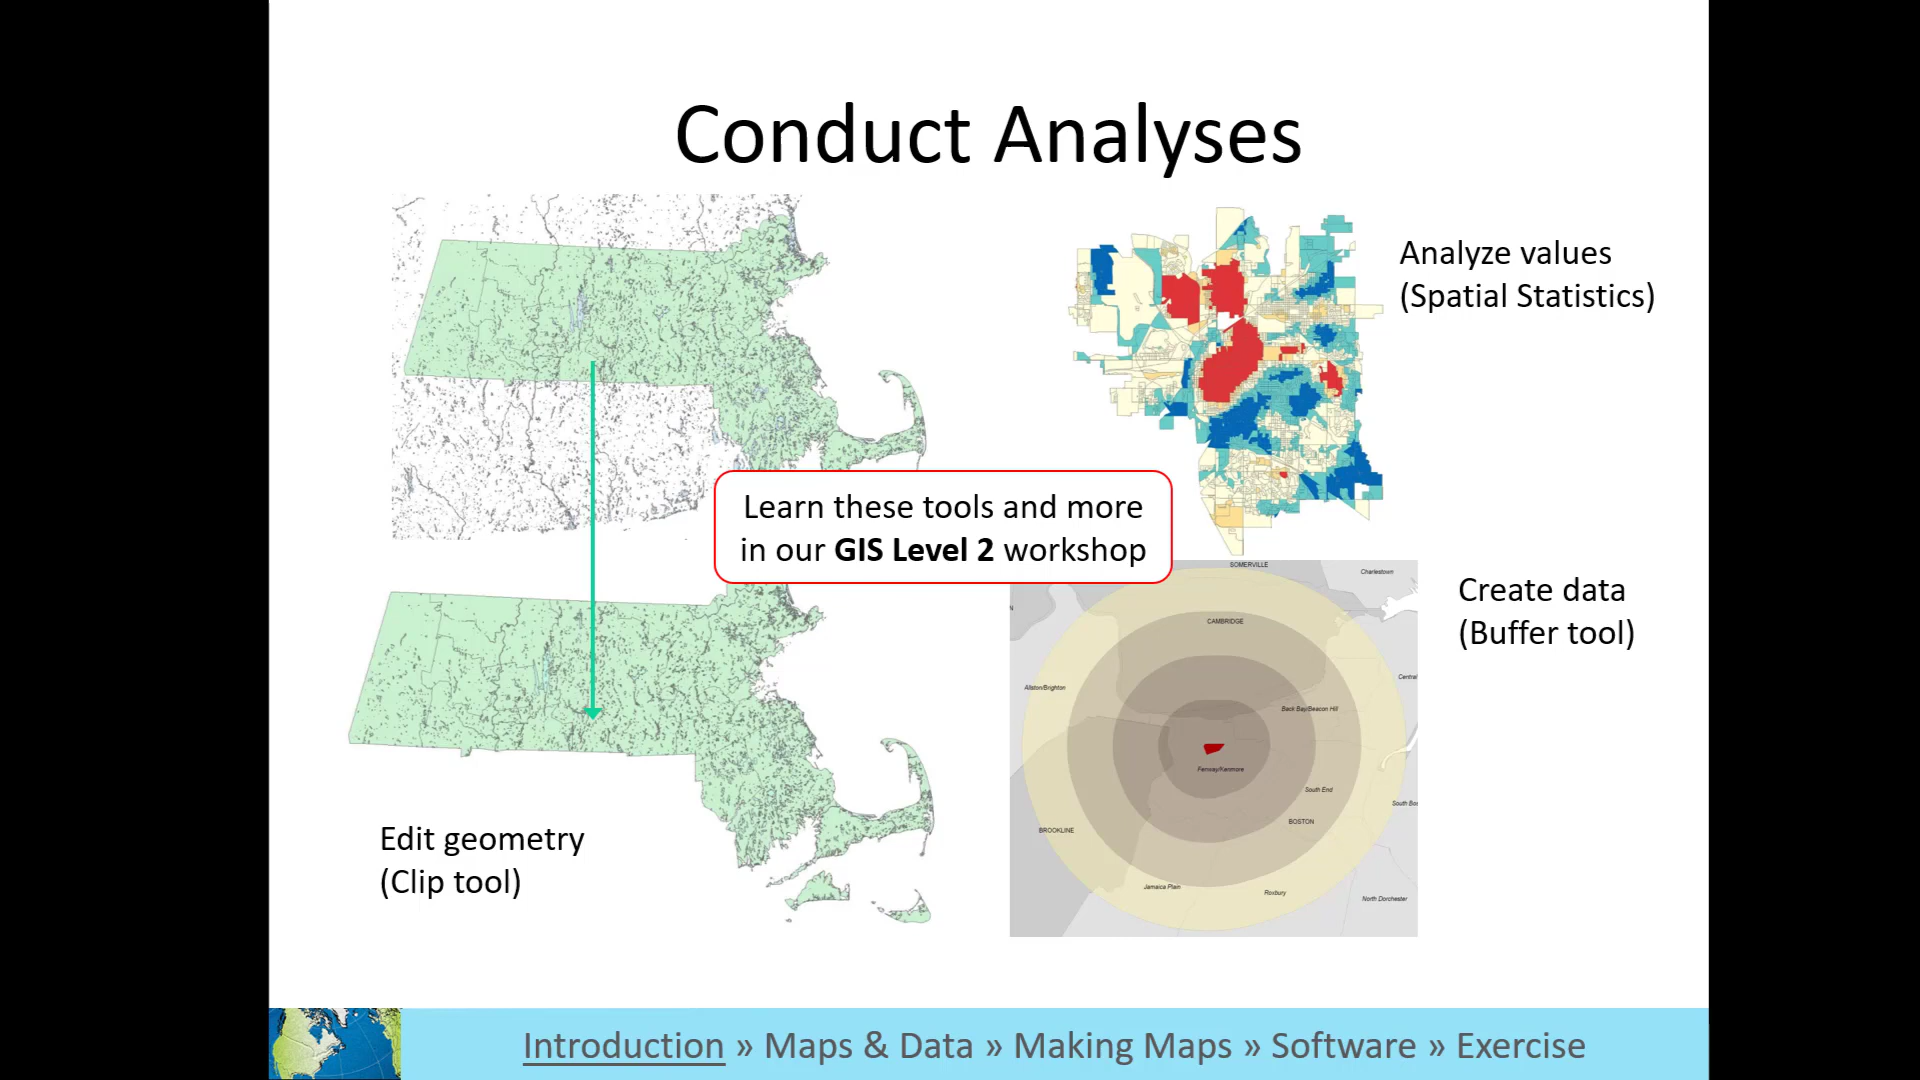 Conduct Analyses
Analyze values
(Spatial Statistics)
Learn these tools and more
in our GIS Level 2 workshop
SOMERVILLE
Charlestown
Create data
(Buffer tool)
N
CAMBRIDGE
Allston/Brighton
Central
Back Bay/Beacon Hill
Fenway/Kenmore
South End
South Bos
BOSTON
BROOKLINE
Jamaica Plain
Roxbury
North Dorchester
Edit geometry
(Clip tool)
Introduction » Maps & Data » Making Maps » Software » Exercise